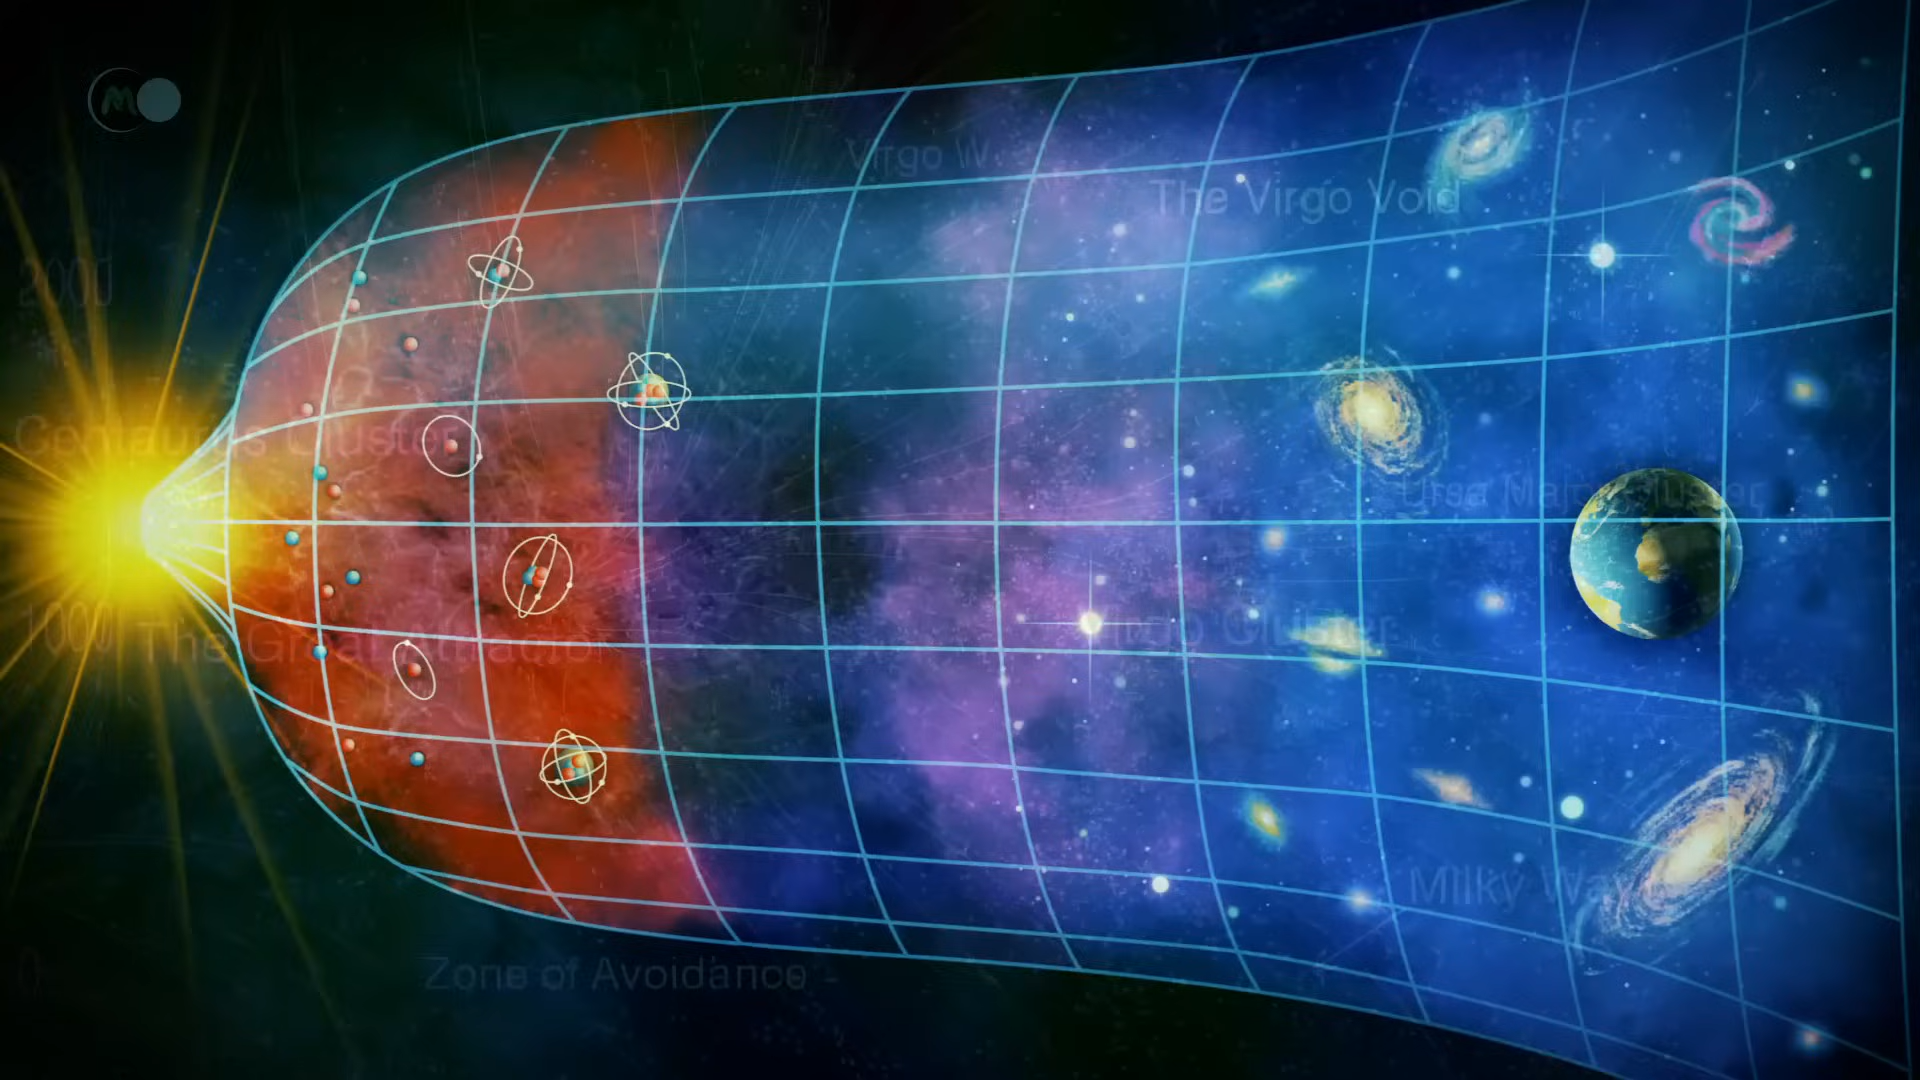 M
Virgo W
The Virgo Void
2000
Centaurus Cluster
Ursa Major Cluster
1000
The Great Attractor
Virgo Cluster
Milky Way
Zone of Avoidance
0